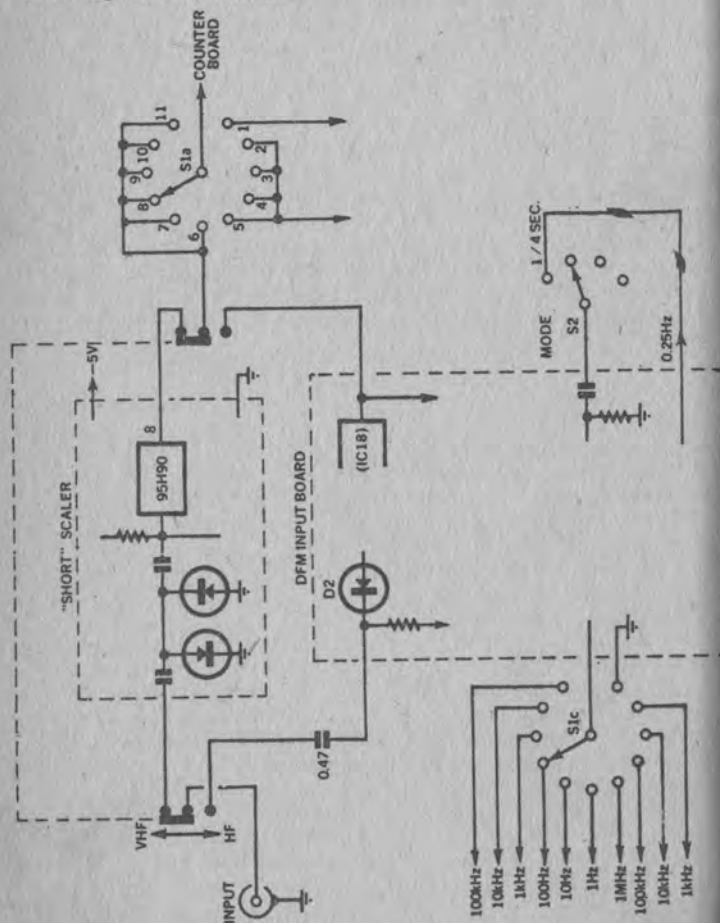 COUNTER
BOARD
11
10
9
8
7
6
S1a
1
2
3
4
5
-5V
8
95H90
"SHORT" SCALER
VHF
HF
INPUT
0.47
DFM INPUT BOARD
(IC18)
D2
1/4 SEC.
MODE
S2
0.25Hz
S1c
100kHz
10kHz
1kHz
100Hz
10Hz
1Hz
1MHz
100kHz
10kHz
1kHz